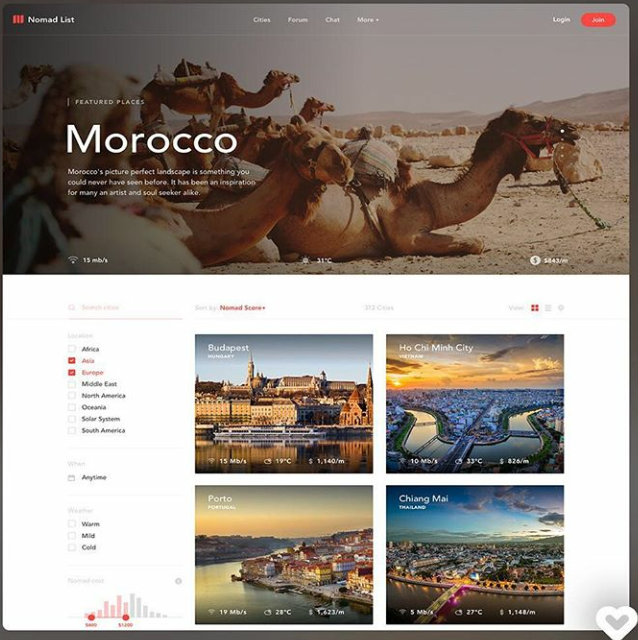 Nomad List
Cities Forum Chat More +
Login Join
FEATURED PLACES
Morocco
Morocco's picture perfect landscape is something you
could never have seen before. It has been an inspiration
for many an artist and soul seeker alike.
15 mb/s 31°C
Search cities
Sort by: Nomad Score+
Cities
View:
Location
Africa
Asia
Europe
Middle East
North America
Oceania
Solar System
South America
When
Anytime
Weather
Warm
Mild
Cold
Nomad cost
Budapest
HUNGARY
15 Mb/s 19°C $ 1,140/m
Ho Chi Minh City
VIETNAM
10 Mb/s 33°C $ 826/m
Porto
PORTUGAL
19 Mb/s 28°C $ 1,623/m
Chiang Mai
THAILAND
5 Mb/s 27°C $ 1,148/m